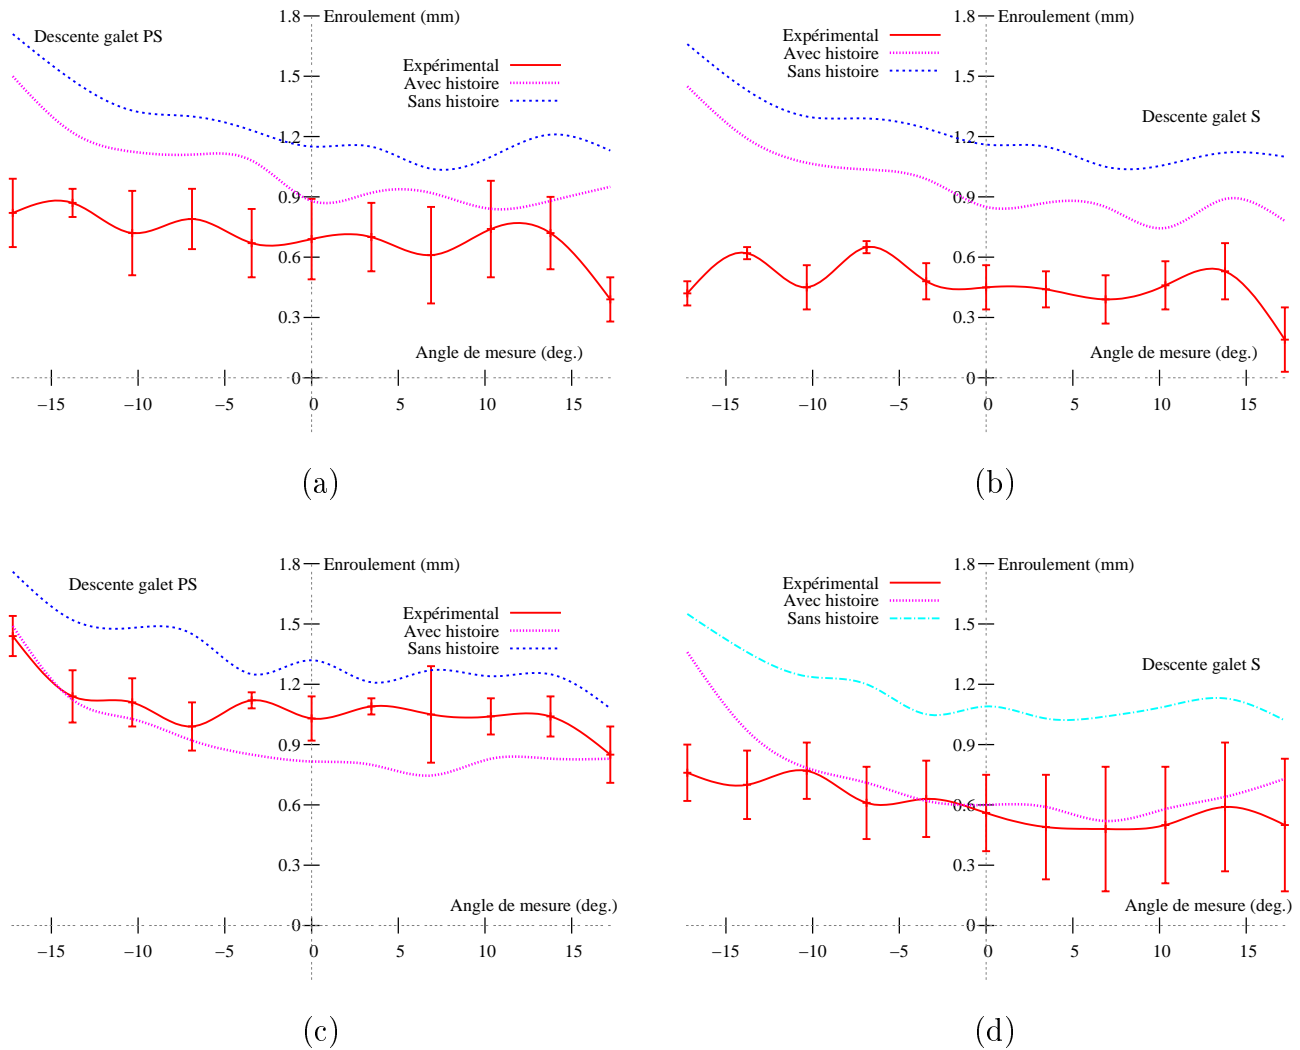 1.8 Enroulement (mm)
Descente galet PS
Expérimental
Avec histoire
Sans histoire
1.5
1.2
0.9
0.6
0.3
Angle de mesure (deg.)
0
−15 −10 −5 0 5 10 15
(a)
1.8 Enroulement (mm)
Expérimental
Avec histoire
Sans histoire
1.5
Descente galet S
1.2
0.9
0.6
0.3
Angle de mesure (deg.)
0
−15 −10 −5 0 5 10 15
(b)
1.8 Enroulement (mm)
Descente galet PS
Expérimental
Avec histoire
Sans histoire
1.5
1.2
0.9
0.6
0.3
Angle de mesure (deg.)
0
−15 −10 −5 0 5 10 15
(c)
1.8 Enroulement (mm)
Expérimental
Avec histoire
Sans histoire
1.5
Descente galet S
1.2
0.9
0.6
0.3
Angle de mesure (deg.)
0
−15 −10 −5 0 5 10 15
(d)